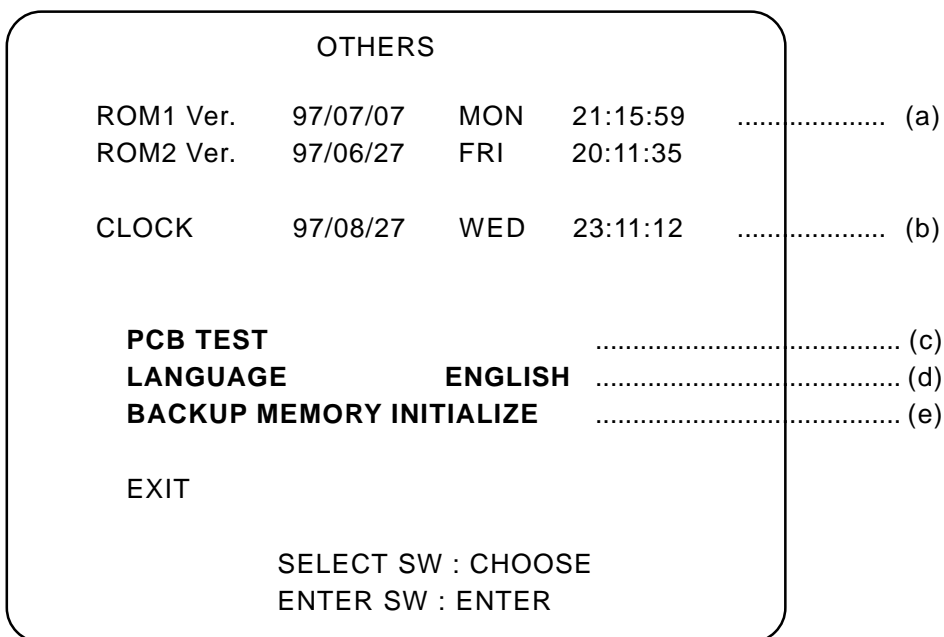 OTHERS
ROM1 Ver. 97/07/07 MON 21:15:59 .................... (a)
ROM2 Ver. 97/06/27 FRI 20:11:35
CLOCK 97/08/27 WED 23:11:12 .................... (b)
PCB TEST ......................................... (c)
LANGUAGE ENGLISH ......................................... (d)
BACKUP MEMORY INITIALIZE ......................................... (e)
EXIT
SELECT SW : CHOOSE
ENTER SW : ENTER